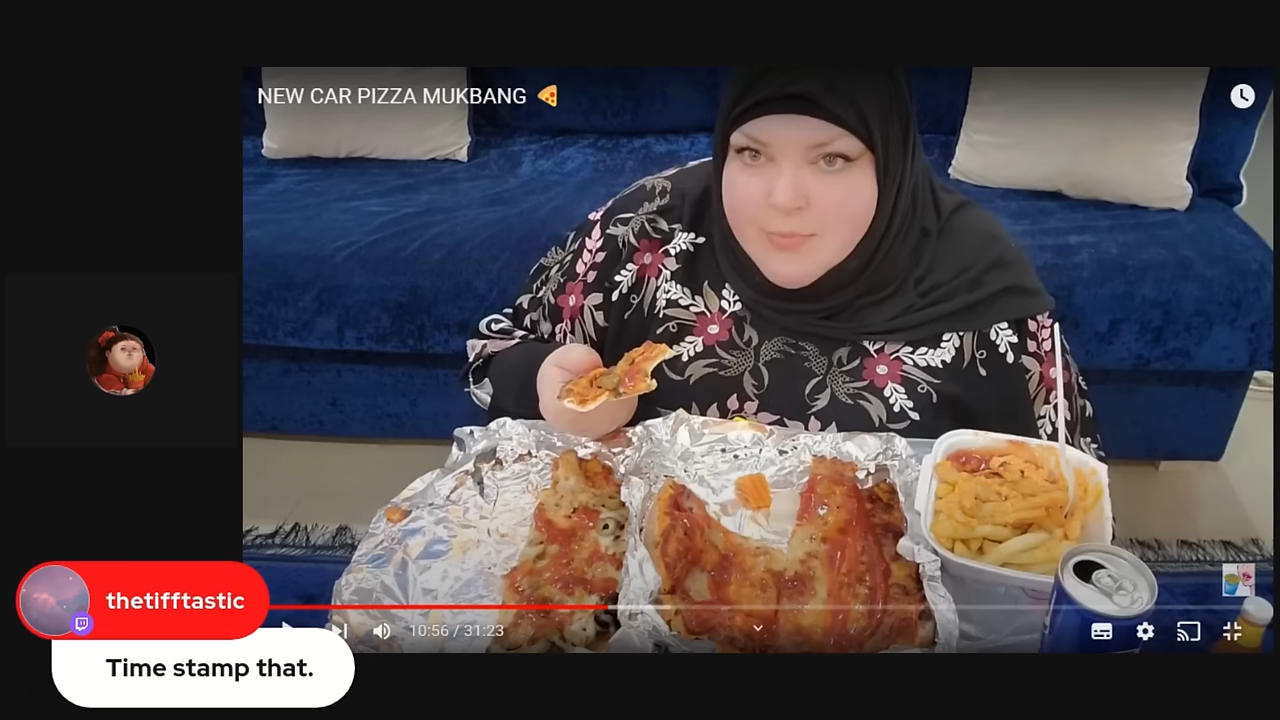 NEW CAR PIZZA MUKBANG
10:56 / 31:23
thetifftastic
Time stamp that.